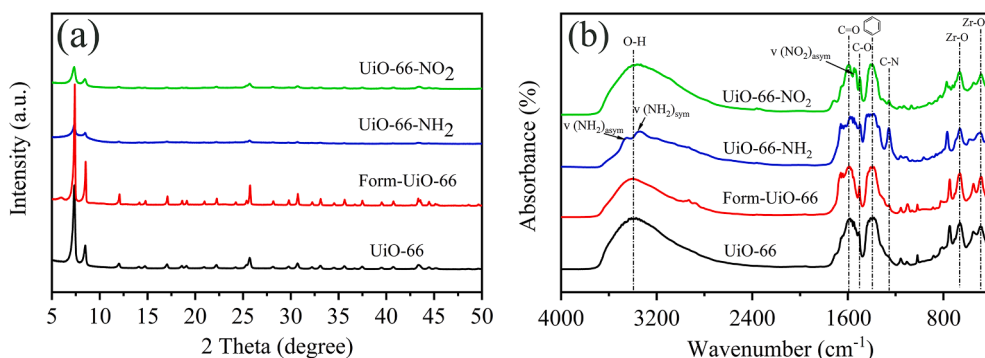 (a)
Intensity (a.u.)
UiO-66-NO2
UiO-66-NH2
Form-UiO-66
UiO-66
5 10 15 20 25 30 35 40 45 50
2 Theta (degree)
(b)
Absorbance (%)
O-H
C=O
C-O
ν (NO2)asym
C-N
Zr-O
Zr-O
UiO-66-NO2
ν (NH2)asym
ν (NH2)sym
UiO-66-NH2
Form-UiO-66
UiO-66
4000 3200 2400 1600 800
Wavenumber (cm-1)